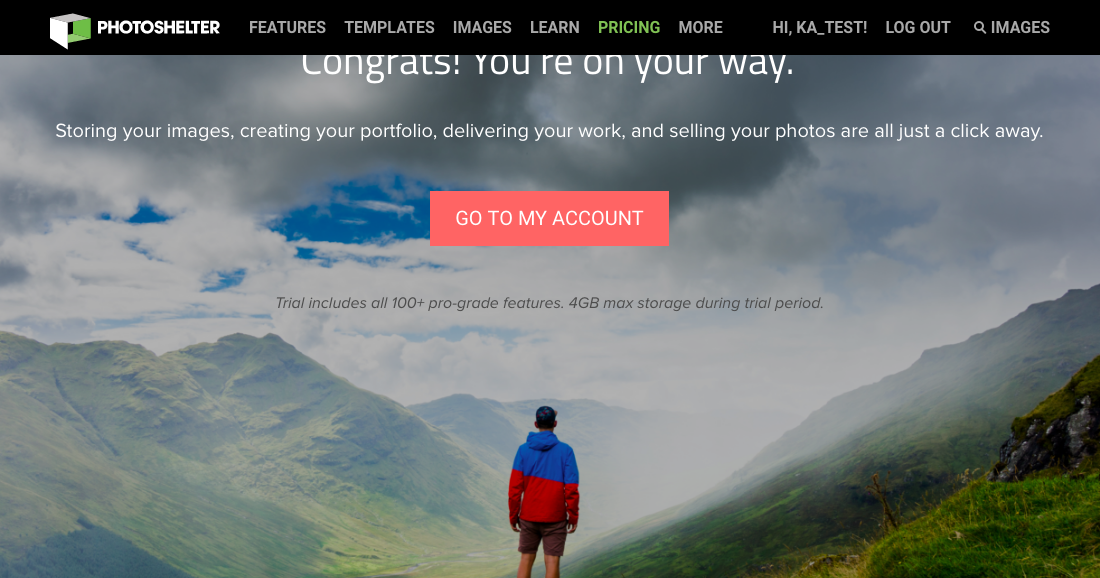 PHOTOSHELTER FEATURES TEMPLATES IMAGES LEARN PRICING MORE HI, KA_TEST! LOG OUT IMAGES
Congrats! You're on your way.
Storing your images, creating your portfolio, delivering your work, and selling your photos are all just a click away.
GO TO MY ACCOUNT
Trial includes all 100+ pro-grade features. 4GB max storage during trial period.